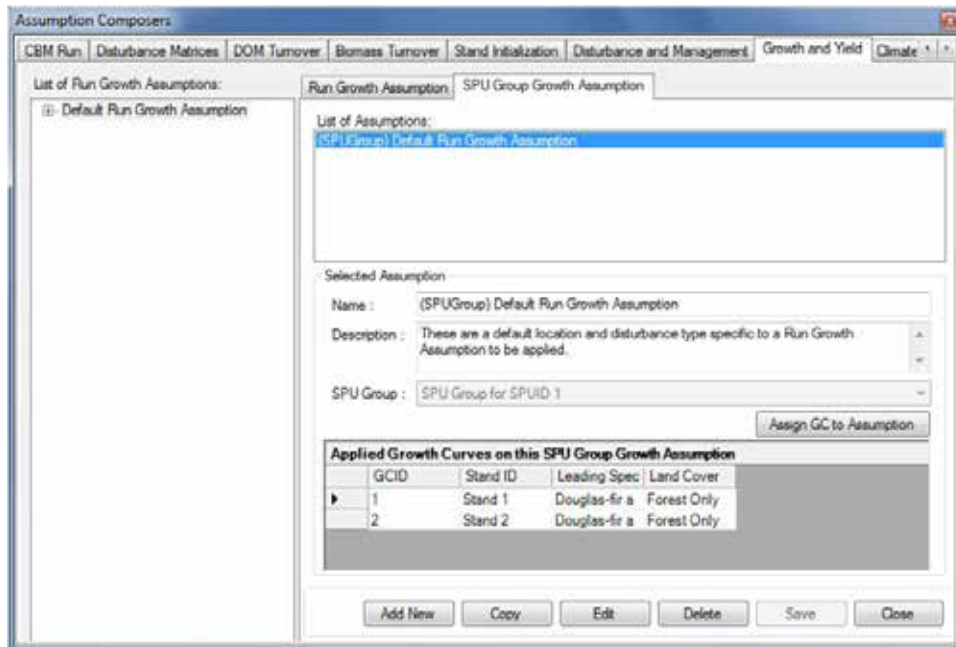 Assumption Composers
CBM Run Disturbance Matrices DOM Turnover Biomass Turnover Stand Initialization Disturbance and Management Growth and Yield Climate
List of Run Growth Assumptions:
Default Run Growth Assumption
Run Growth Assumption SPU Group Growth Assumption
List of Assumptions:
(SPUGroup) Default Run Growth Assumption
Selected Assumption
Name : (SPUGroup) Default Run Growth Assumption
Description : These are a default location and disturbance type specific to a Run Growth
Assumption to be applied.
SPU Group : SPU Group for SPUID 1
Assign GC to Assumption
Applied Growth Curves on this SPU Group Growth Assumption
GCID Stand ID Leading Spec Land Cover
1 Stand 1 Douglas-fir a Forest Only
2 Stand 2 Douglas-fir a Forest Only
Add New Copy Edit Delete Save Close